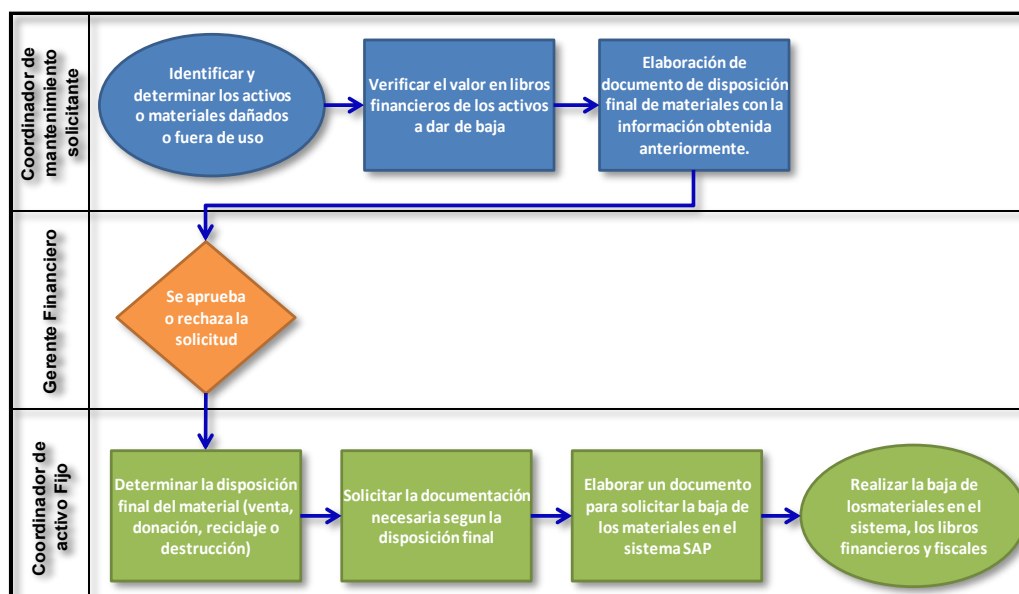 Coordinador de
mantenimiento
solicitante
Identificar y
determinar los activos
o materiales dañados
o fuera de uso
Verificar el valor en libros
financieros de los activos
a dar de baja
Elaboración de
documento de disposición
final de materiales con la
información obtenida
anteriormente.
Gerente Financiero
Se aprueba
o rechaza la
solicitud
Coordinador de
activo Fijo
Determinar la disposición
final del material (venta,
donación, reciclaje o
destrucción)
Solicitar la documentación
necesaria segun la
disposición final
Elaborar un documento
para solicitar la baja de
los materiales en el
sistema SAP
Realizar la baja de
losmateriales en el
sistema, los libros
financieros y fiscales